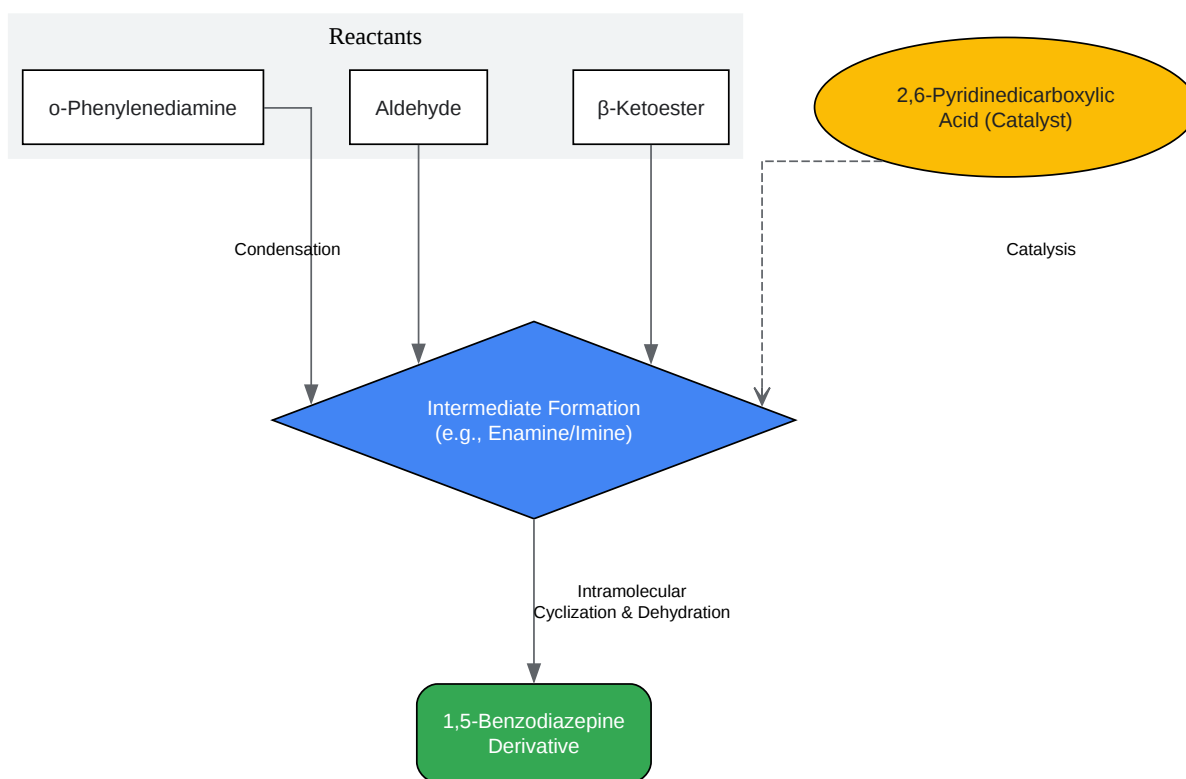 Reactants
o-Phenylenediamine
Aldehyde
β-Ketoester
2,6-Pyridinedicarboxylic
Acid (Catalyst)
Condensation
Catalysis
Intermediate Formation
(e.g., Enamine/Imine)
Intramolecular
Cyclization & Dehydration
1,5-Benzodiazepine
Derivative